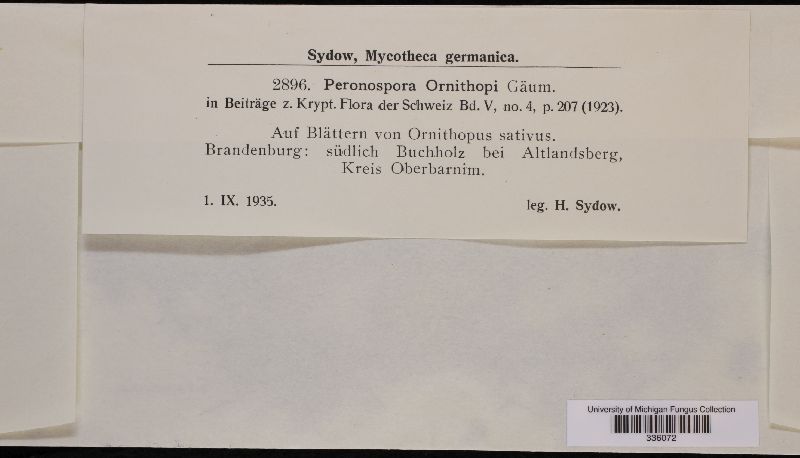 Sydow, Mycotheca germanica.
2896. Peronospora Ornithopi Gäum.
in Beiträge z. Krypt. Flora der Schweiz Bd. V, no. 4, p. 207 (1923).
Auf Blättern von Ornithopus sativus.
Brandenburg: südlich Buchholz bei Altlandsberg,
Kreis Oberbarnim.
1. IX. 1935. leg. H. Sydow.
University of Michigan Fungus Collection
336072